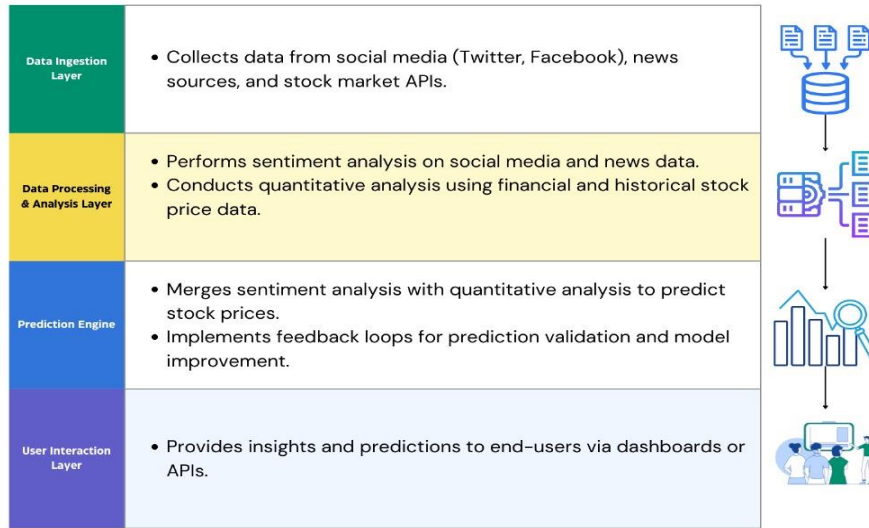 Data Ingestion
Layer
• Collects data from social media (Twitter, Facebook), news
sources, and stock market APIs.
Data Processing
& Analysis Layer
• Performs sentiment analysis on social media and news data.
• Conducts quantitative analysis using financial and historical stock
price data.
Prediction Engine
• Merges sentiment analysis with quantitative analysis to predict
stock prices.
• Implements feedback loops for prediction validation and model
improvement.
User Interaction
Layer
• Provides insights and predictions to end-users via dashboards or
APIs.